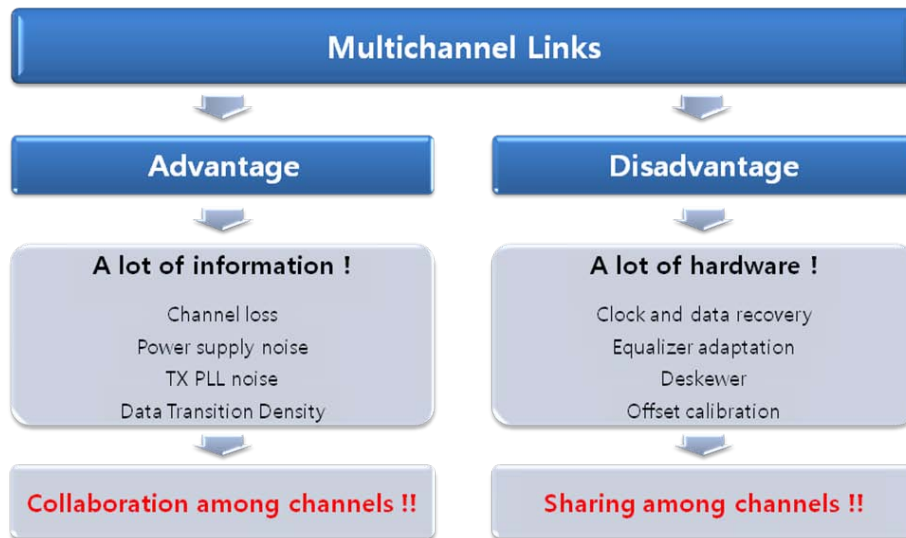 Multichannel Links
Advantage
A lot of information !
Channel loss
Power supply noise
TX PLL noise
Data Transition Density
Collaboration among channels !!
Disadvantage
A lot of hardware !
Clock and data recovery
Equalizer adaptation
Deskewer
Offset calibration
Sharing among channels !!